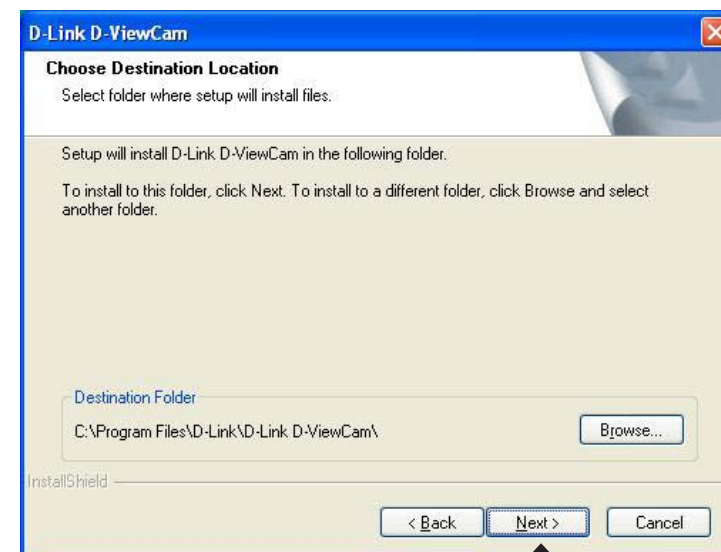 D-Link D-ViewCam
Choose Destination Location
Select folder where setup will install files.
Setup will install D-Link D-ViewCam in the following folder.
To install to this folder, click Next. To install to a different folder, click Browse and select
another folder.
Destination Folder
C:\Program Files\D-Link\D-Link D-ViewCam\
Browse...
InstallShield
< Back
Next >
Cancel